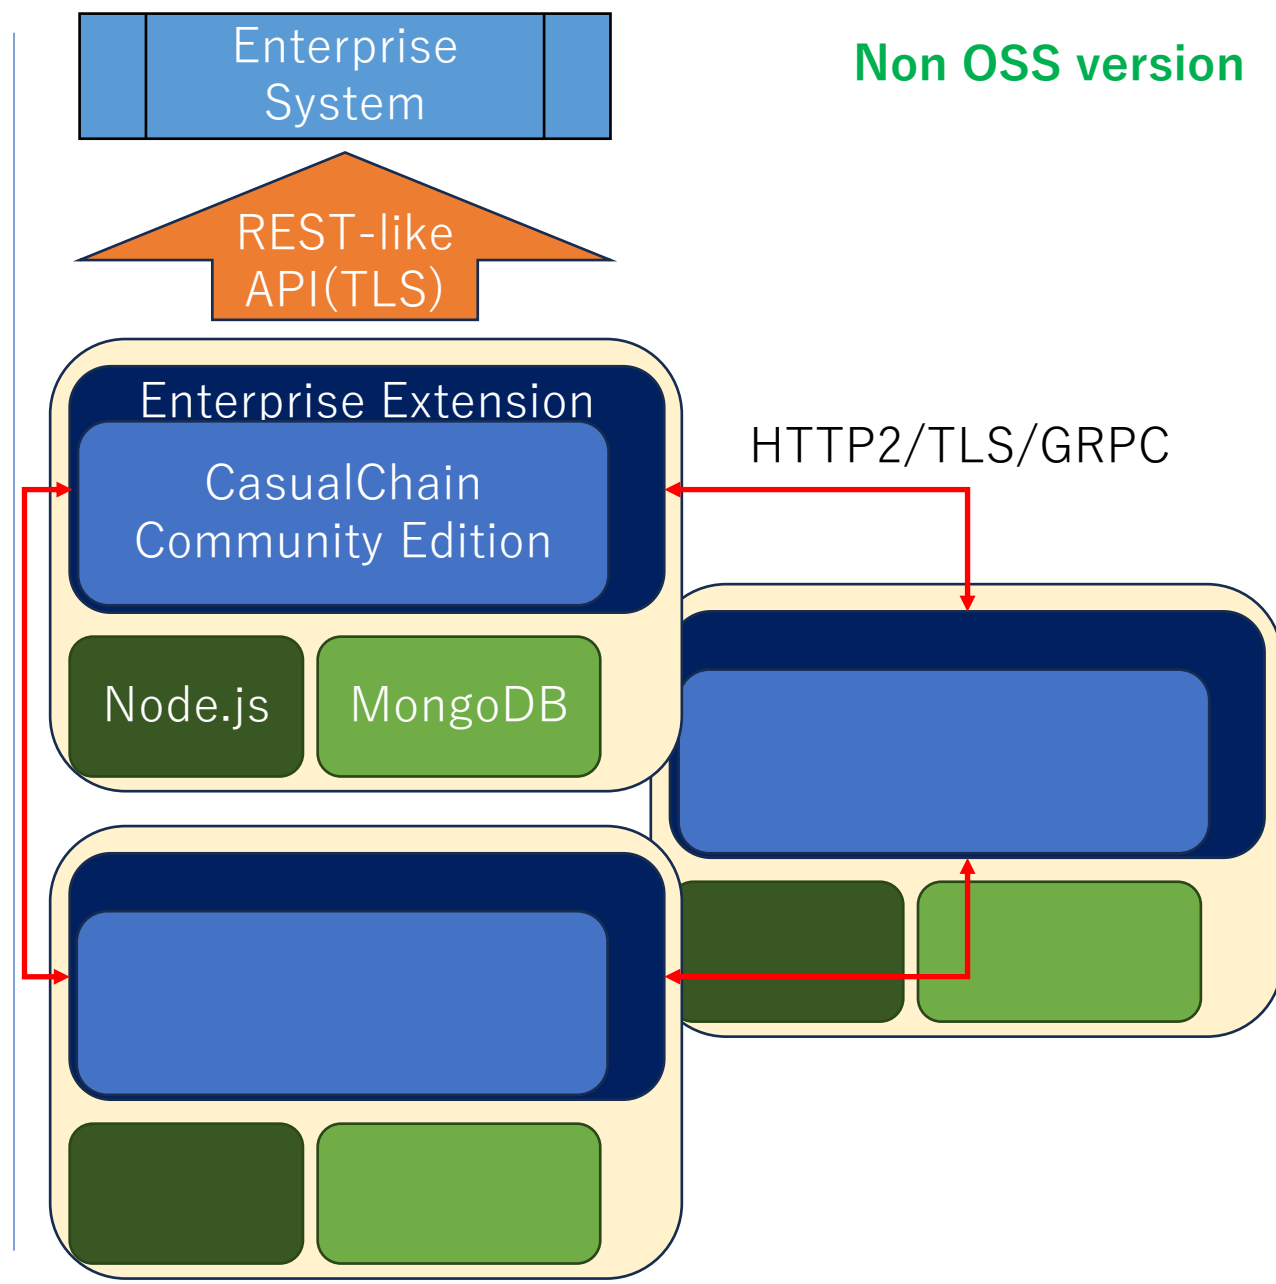 Enterprise
System
Non OSS version
REST-like
API(TLS)
Enterprise Extension
CasualChain
Community Edition
HTTP2/TLS/GRPC
Node.js
MongoDB